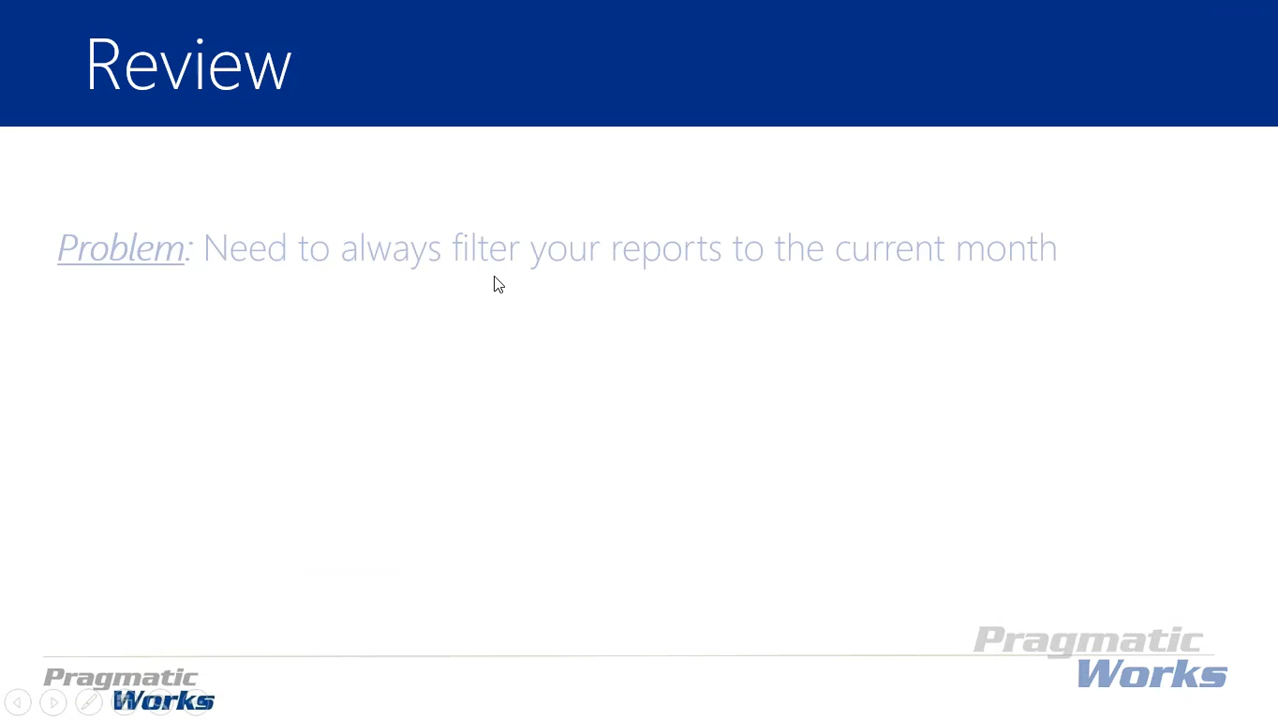 Review
Problem: Need to always filter your reports to the current month
Pragmatic
Works
Pragmatic
Works